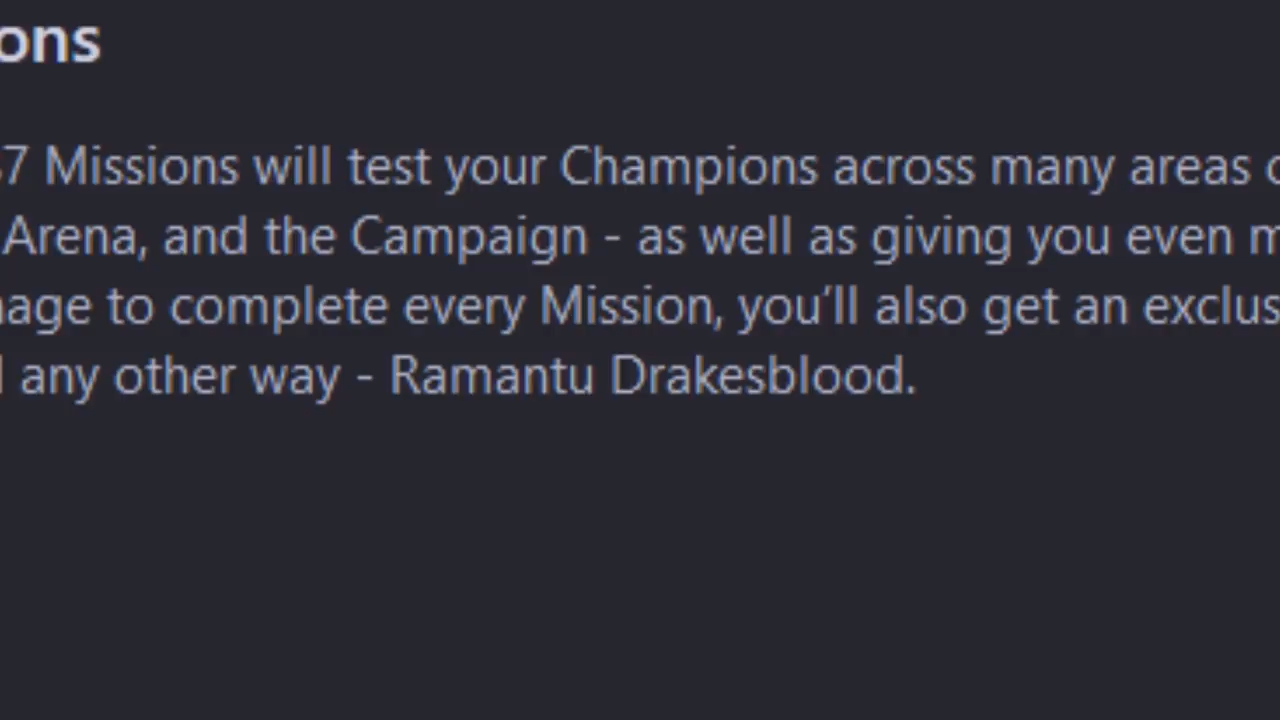 ons
7 Missions will test your Champions across many areas
Arena, and the Campaign - as well as giving you even
nage to complete every Mission, you’ll also get an exclus
any other way - Ramantu Drakesblood.